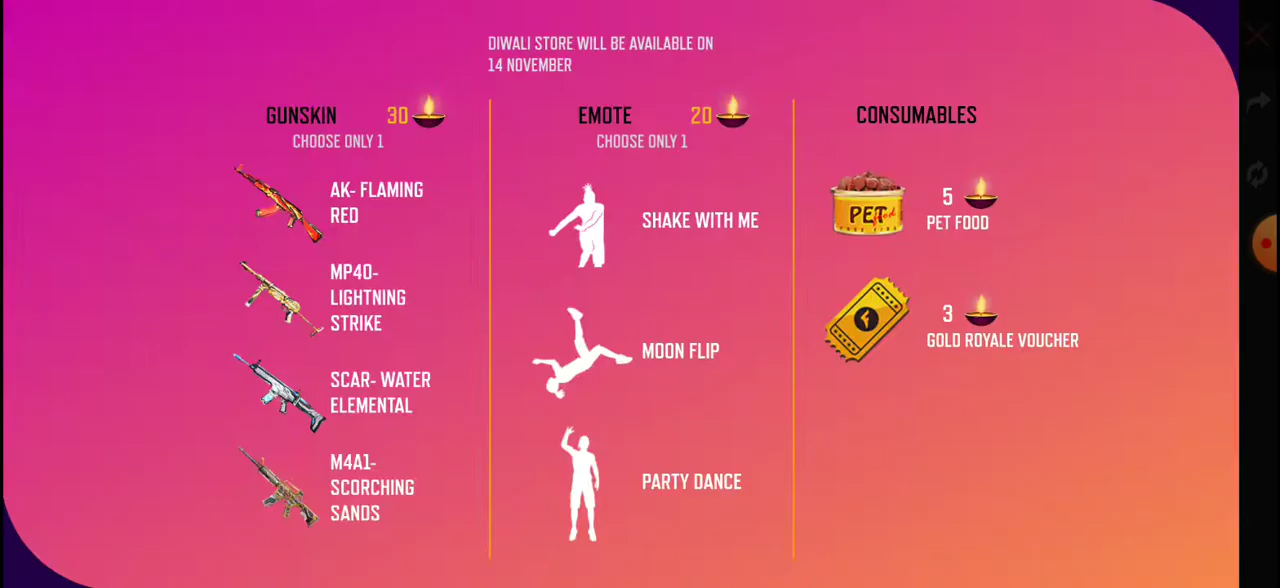 DIWALI STORE WILL BE AVAILABLE ON
14 NOVEMBER
GUNSKIN 30
CHOOSE ONLY 1
AK- FLAMING
RED
MP40-
LIGHTNING
STRIKE
SCAR- WATER
ELEMENTAL
M4A1-
SCORCHING
SANDS
EMOTE 20
CHOOSE ONLY 1
SHAKE WITH ME
MOON FLIP
PARTY DANCE
CONSUMABLES
PET food
5
PET FOOD
3
GOLD ROYALE VOUCHER